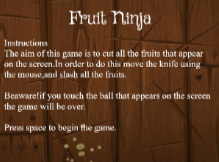 Fruit Ninja
Instructions
The aim of this game is to cut all the fruits that appear
on the screen.In order to do this move the knife using
the mouse,and slash all the fruits.
Beaware!if you touch the ball that appears on the screen
the game will be over.
Press space to begin the game.